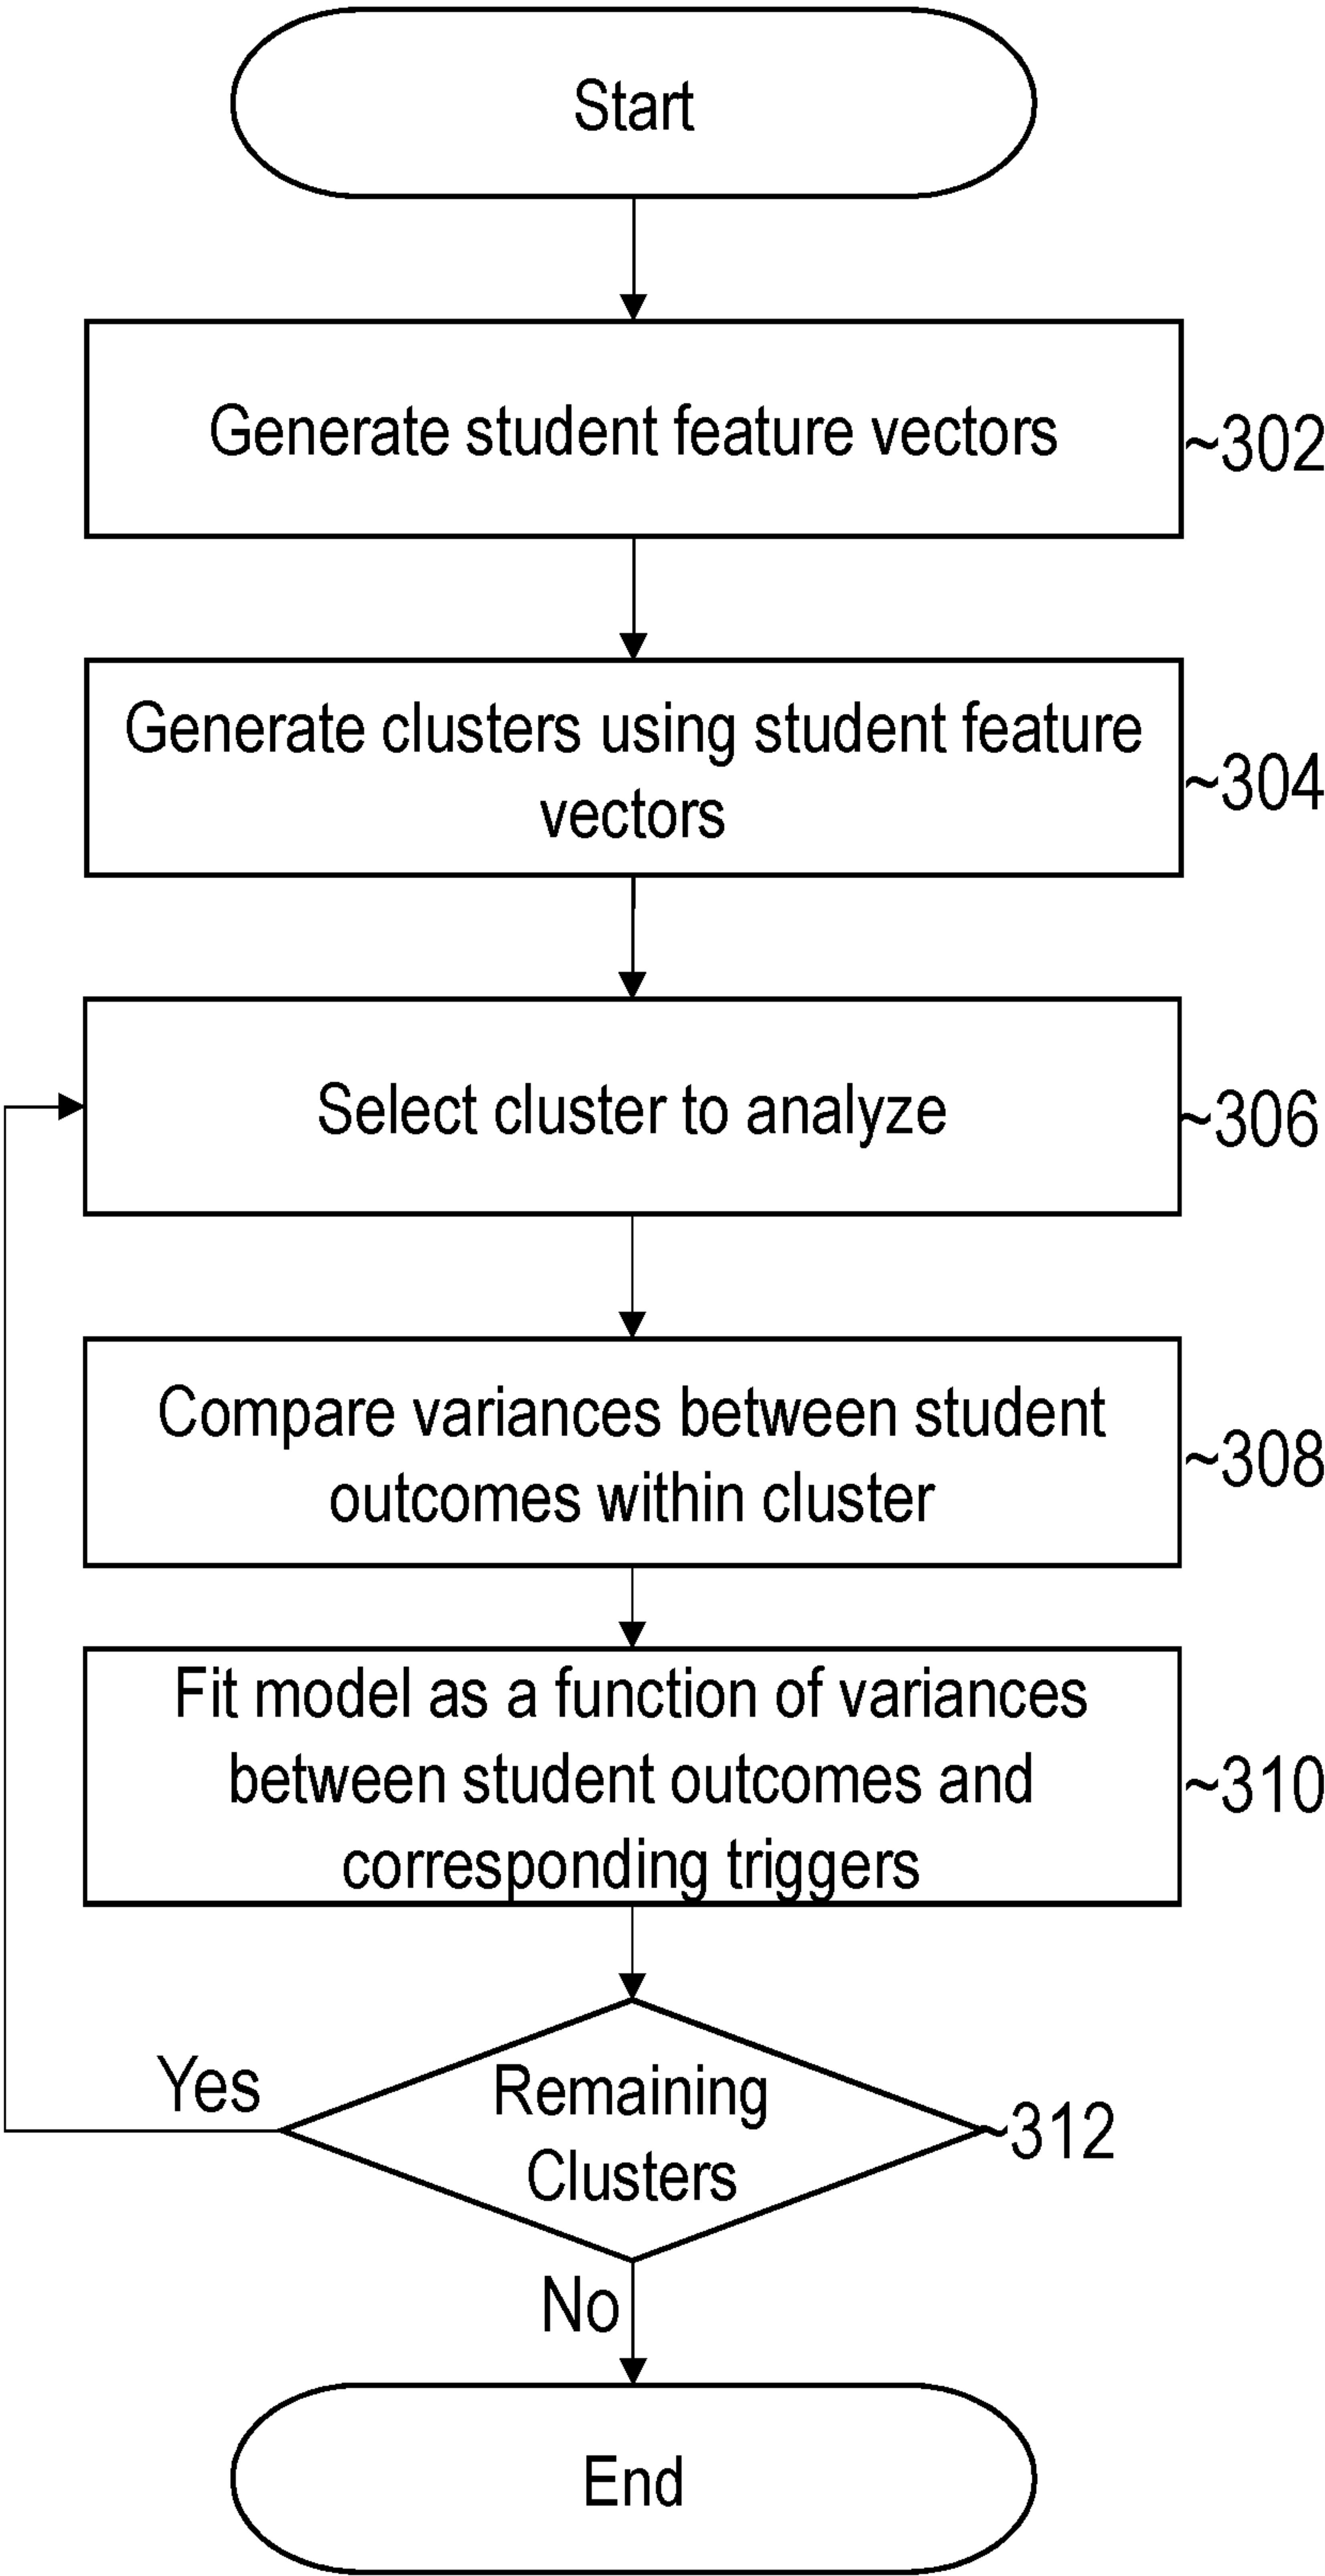 Start
Generate student feature vectors
~302
Generate clusters using student feature
vectors
~304
Select cluster to analyze
~306
Compare variances between student
outcomes within cluster
~308
Fit model as a function of variances
between student outcomes and
corresponding triggers
~310
Remaining
Clusters
~312
Yes
No
End